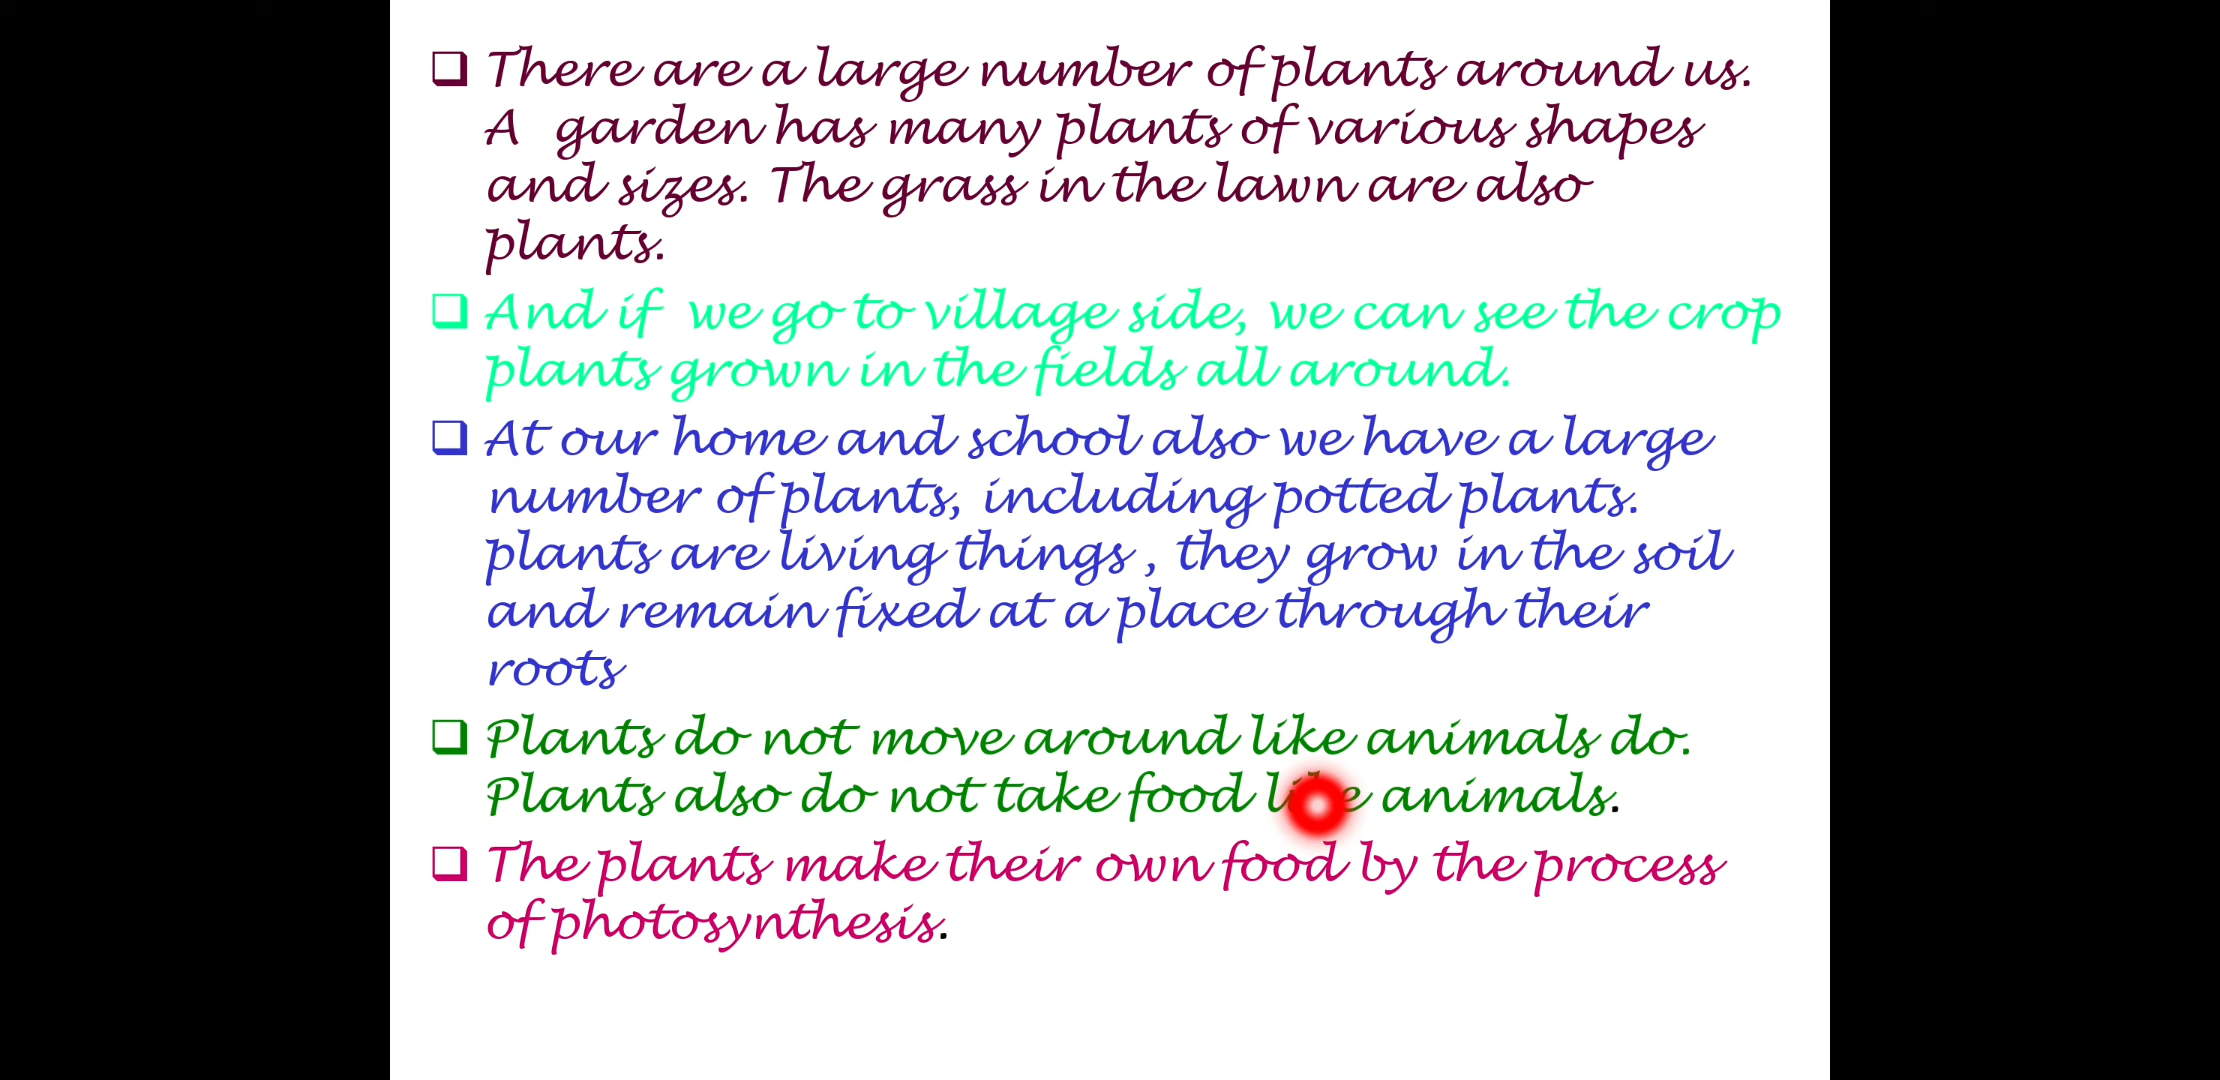 There are a large number of plants around us.
A garden has many plants of various shapes
and sizes. The grass in the lawn are also
plants.
And if we go to village side, we can see the crop
plants grown in the fields all around.
At our home and school also we have a large
number of plants, including potted plants.
plants are living things , they grow in the soil
and remain fixed at a place through their
roots
Plants do not move around like animals do.
Plants also do not take food like animals.
The plants make their own food by the process
of photosynthesis.